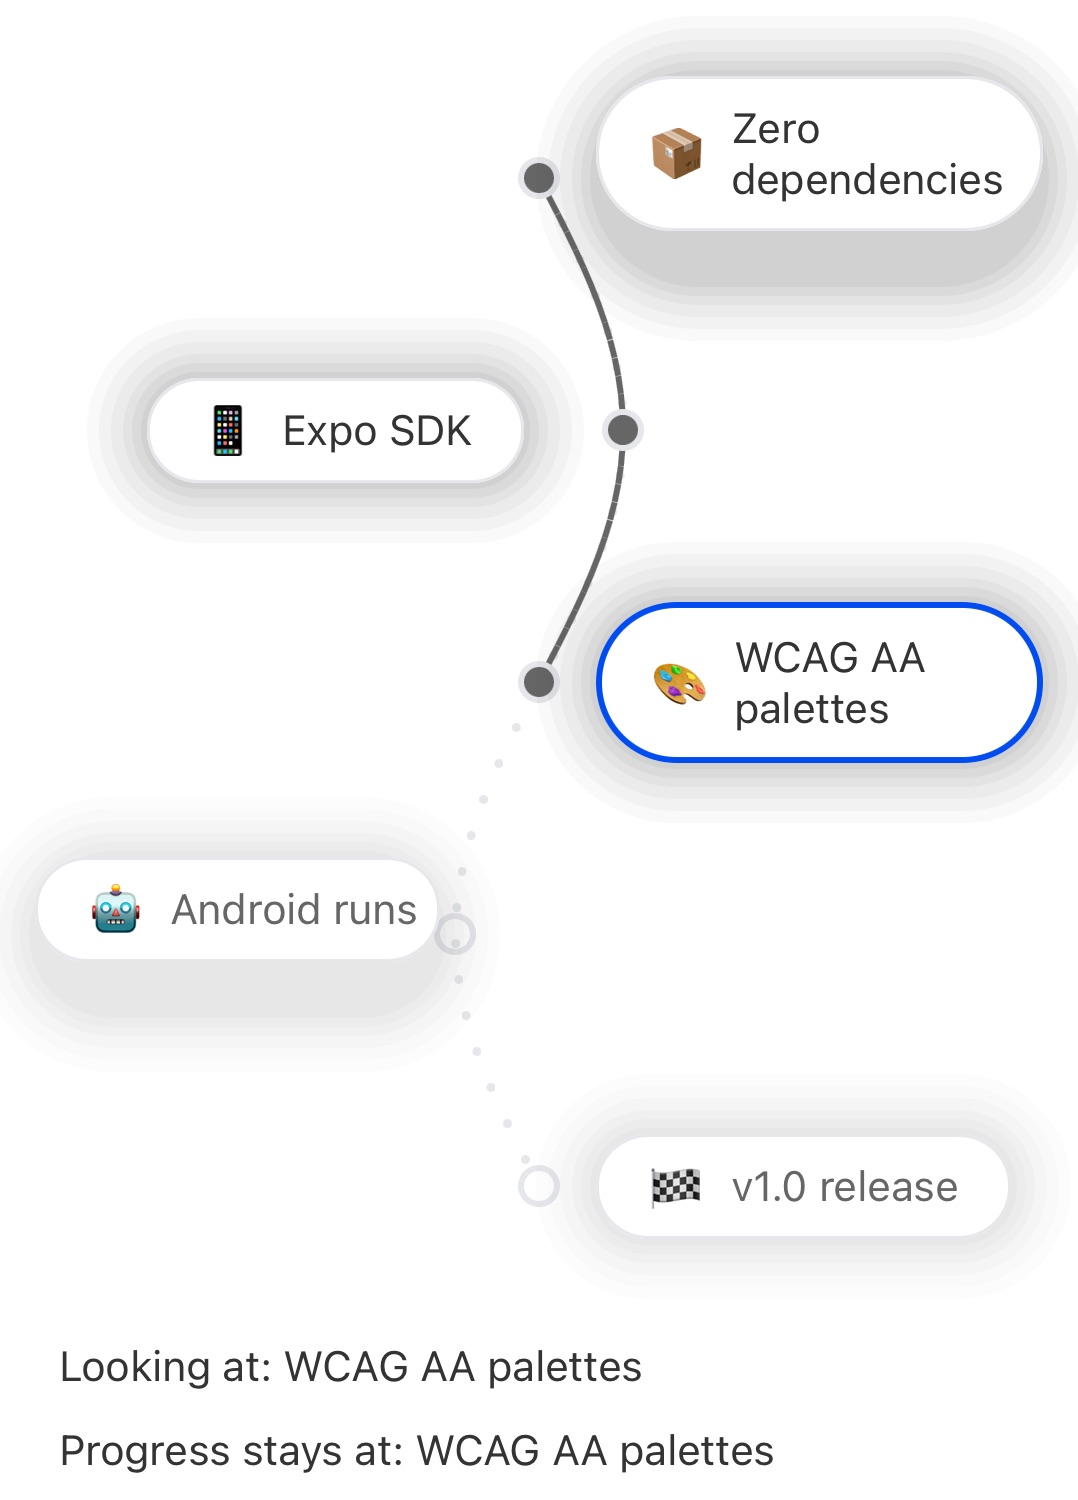 Zero
dependencies
Expo SDK
WCAG AA
palettes
Android runs
v1.0 release
Looking at: WCAG AA palettes
Progress stays at: WCAG AA palettes